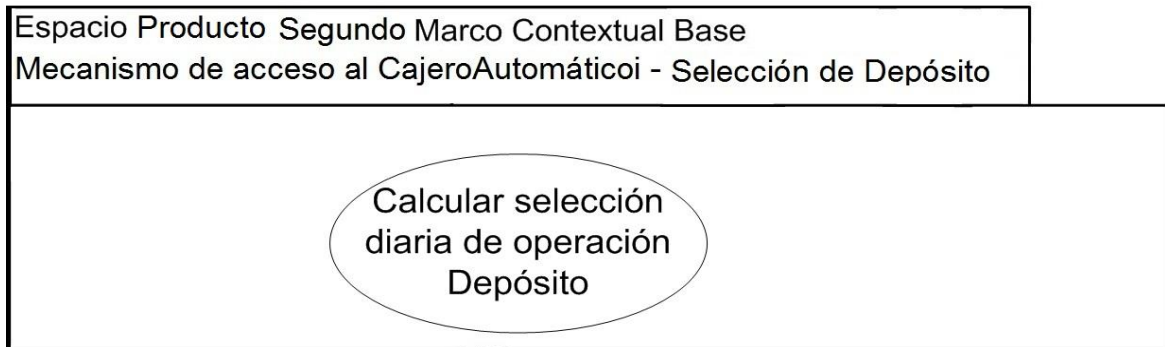 Espacio Producto Segundo Marco Contextual Base
Mecanismo de acceso al CajeroAutomáticoi - Selección de Depósito
Calcular selección
diaria de operación
Depósito